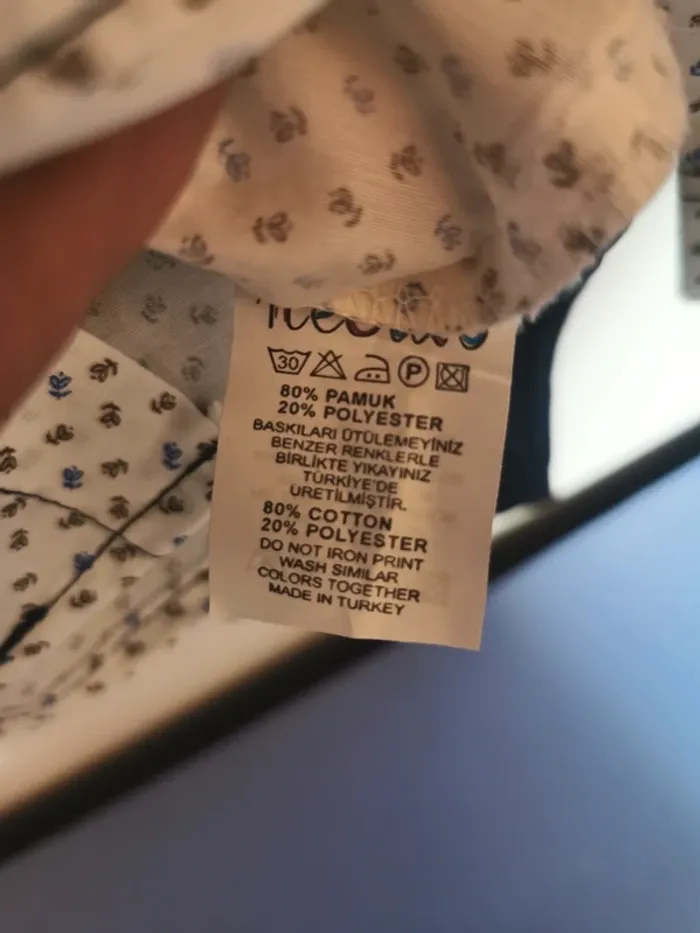 30
P
80% PAMUK
20% POLYESTER
BASKILARI ÜTÜLEMEYİNİZ
BENZER RENKLERLE
BİRLİKTE YIKAYINIZ
TÜRKİYE'DE
ÜRETİLMİŞTİR.
80% COTTON
20% POLYESTER
DO NOT IRON PRINT
WASH SIMILAR
COLORS TOGETHER
MADE IN TURKEY